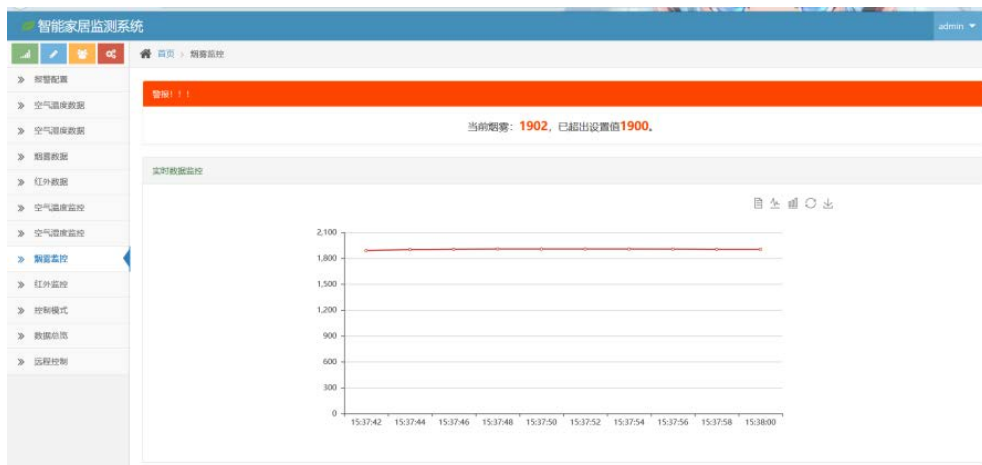 智能家居监测系统
admin
首页 > 烟雾监控
报警配置
空气温度数据
空气湿度数据
烟雾数据
红外数据
空气温度监控
空气湿度监控
烟雾监控
红外监控
控制模式
数据总览
远程控制
警报！！！
当前烟雾：1902，已超出设置值1900。
实时数据监控
2,100
1,800
1,500
1,200
900
600
300
0
15:37:42 15:37:44 15:37:46 15:37:48 15:37:50 15:37:52 15:37:54 15:37:56 15:37:58 15:38:00